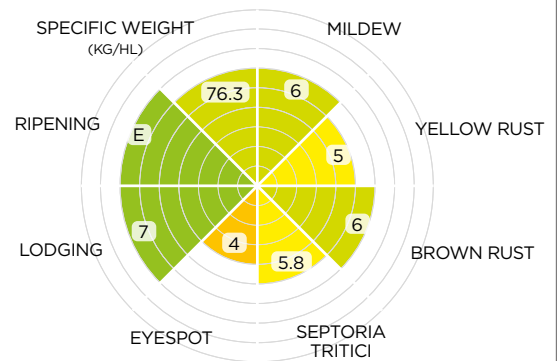 SPECIFIC WEIGHT
(KG/HL)
MILDEW
76.3
6
RIPENING
E
YELLOW RUST
5
LODGING
7
6
BROWN RUST
4
5.8
EYESPOT
SEPTORIA
TRITICI